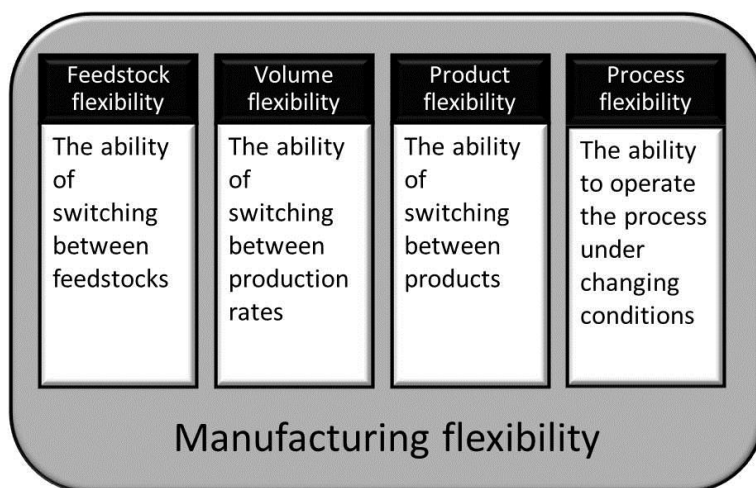 Feedstock
flexibility
The ability
of
switching
between
feedstocks
Volume
flexibility
The ability
of
switching
between
production
rates
Product
flexibility
The ability
of
switching
between
products
Process
flexibility
The ability
to operate
the process
under
changing
conditions
Manufacturing flexibility